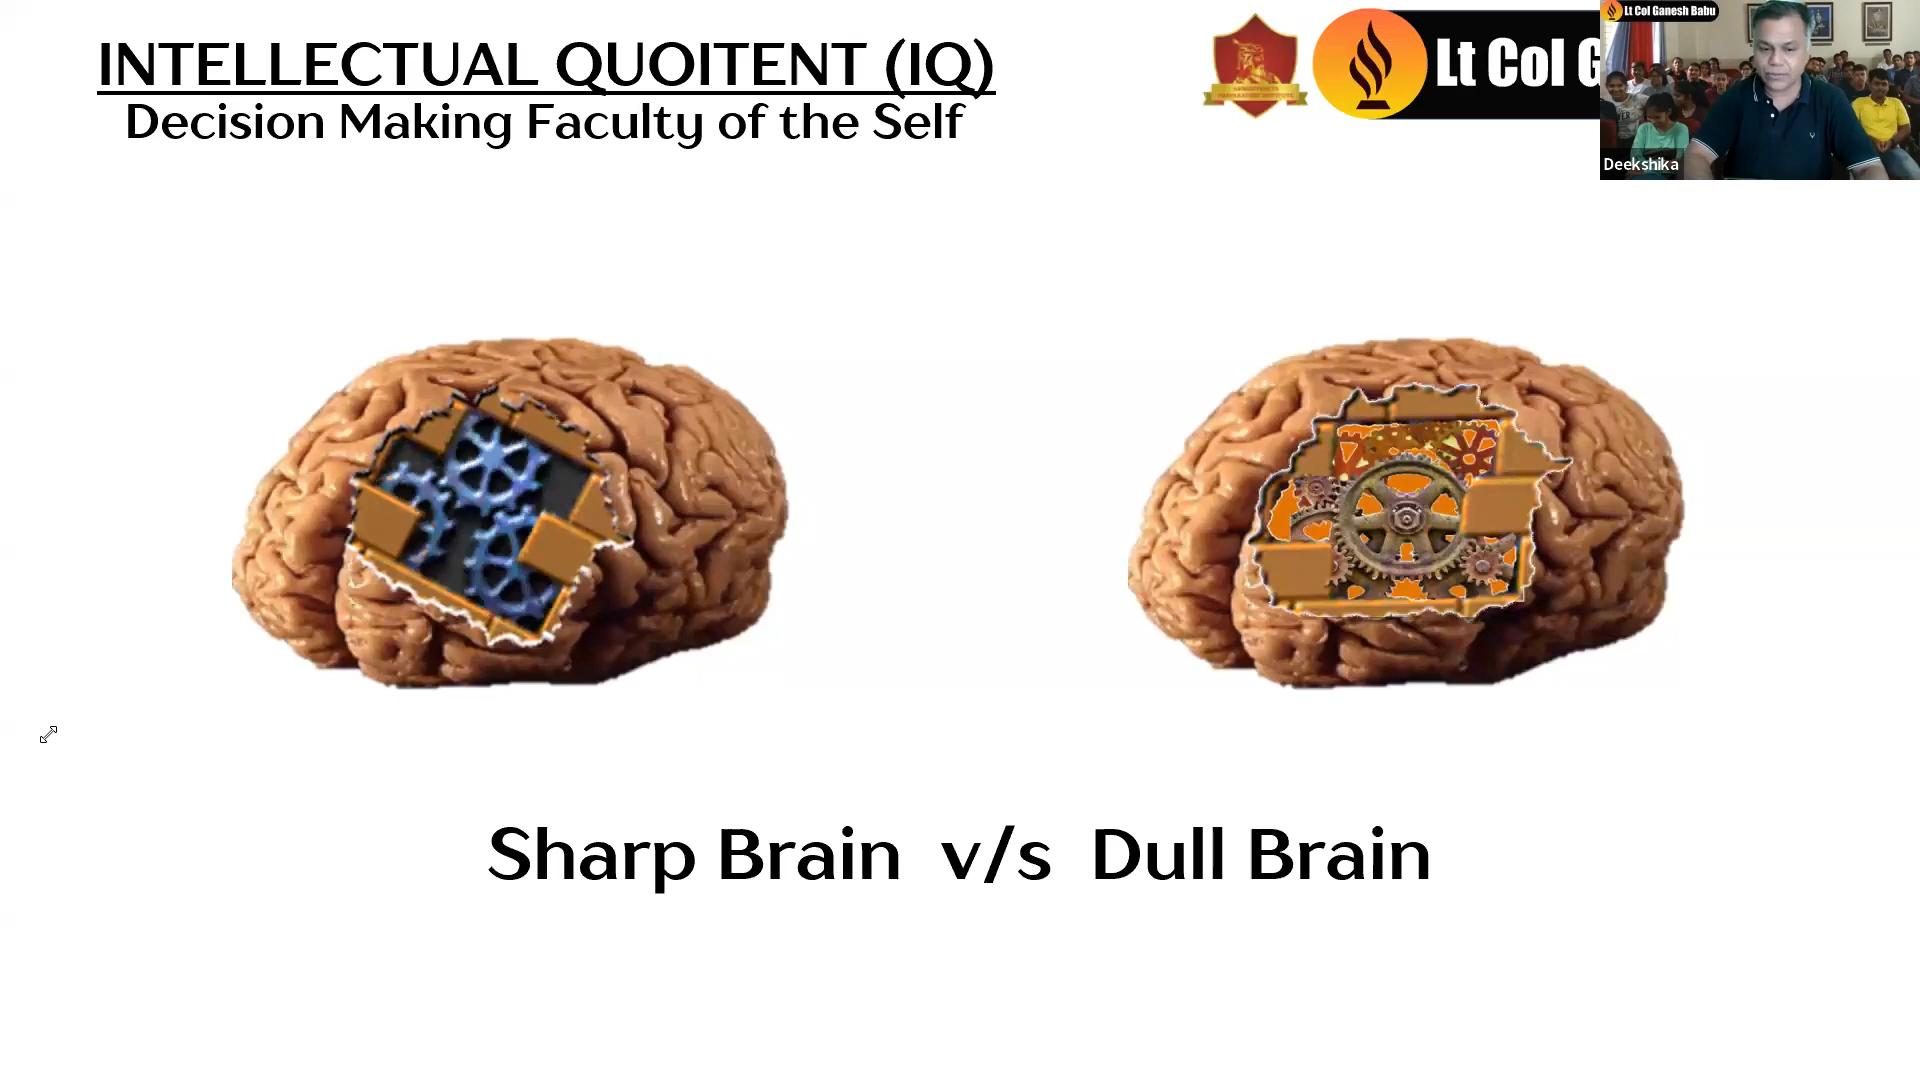 INTELLECTUAL QUOITENT (IQ)
Decision Making Faculty of the Self
Lt Col G
Lt Col Ganesh Babu
Deekshika
Sharp Brain v/s Dull Brain